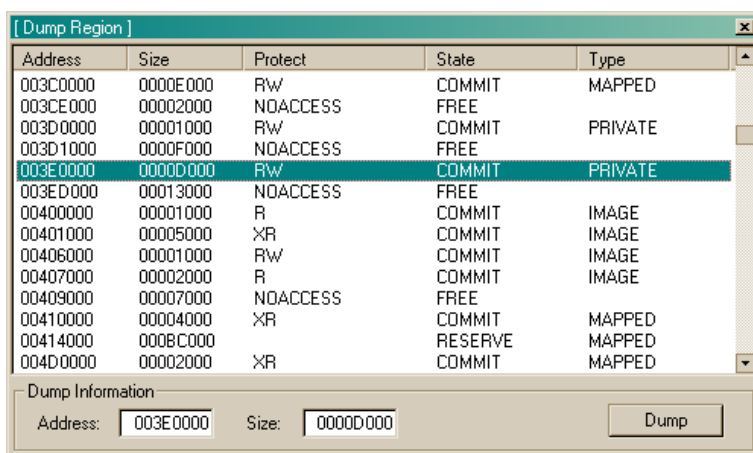 [ Dump Region ]
Address Size Protect State Type
003C0000 0000E000 RW COMMIT MAPPED
003CE000 00002000 NOACCESS FREE
003D0000 00001000 RW COMMIT PRIVATE
003D1000 0000F000 NOACCESS FREE
003E0000 0000D000 RW COMMIT PRIVATE
003ED000 00013000 NOACCESS FREE
00400000 00001000 R COMMIT IMAGE
00401000 00005000 XR COMMIT IMAGE
00406000 00001000 RW COMMIT IMAGE
00407000 00002000 R COMMIT IMAGE
00409000 00007000 NOACCESS FREE
00410000 00004000 XR COMMIT MAPPED
00414000 000BC000 RESERVE MAPPED
004D0000 00002000 XR COMMIT MAPPED
Dump Information
Address: 003E0000 Size: 0000D000 Dump